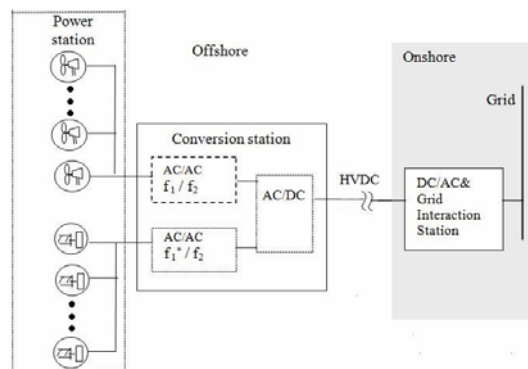 Power
station
Offshore
Onshore
Grid
Conversion station
AC/AC
f₁ / f₂
AC/DC
HVDC
DC/AC&
Grid
Interaction
Station
AC/AC
f₁* / f₂